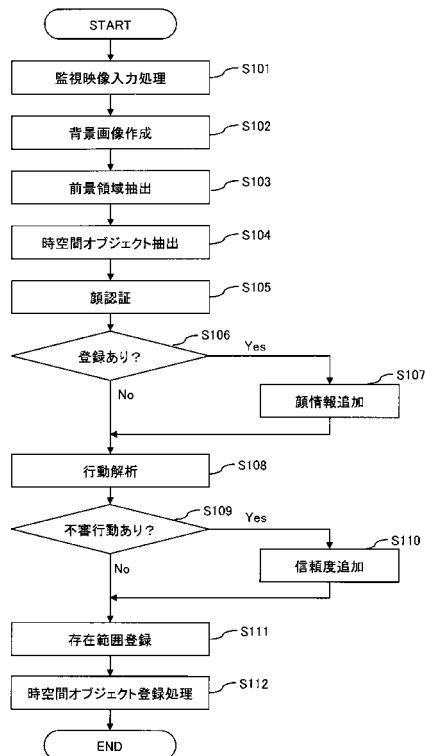 START
監視映像入力処理
S101
背景画像作成
S102
前景領域抽出
S103
時空間オブジェクト抽出
S104
顔認証
S105
登録あり?
S106
Yes
No
顔情報追加
S107
行動解析
S108
不審行動あり?
S109
Yes
No
信頼度追加
S110
存在範囲登録
S111
時空間オブジェクト登録処理
S112
END